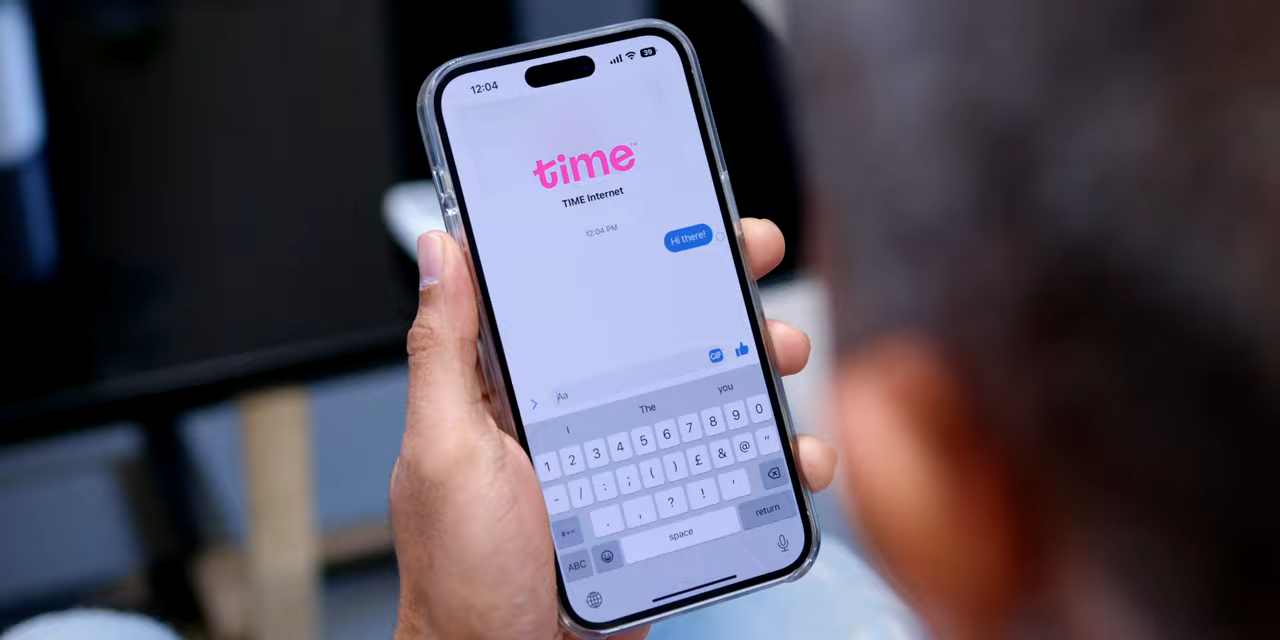 12:04
39
time™
TIME Internet
12:04 PM
Hi there!
GIF
Aa
I The you
1 2 3 4 5 6 7 8 9 0
- / : ; ( ) £ & @ "
#+= . , ? ! '
ABC space return